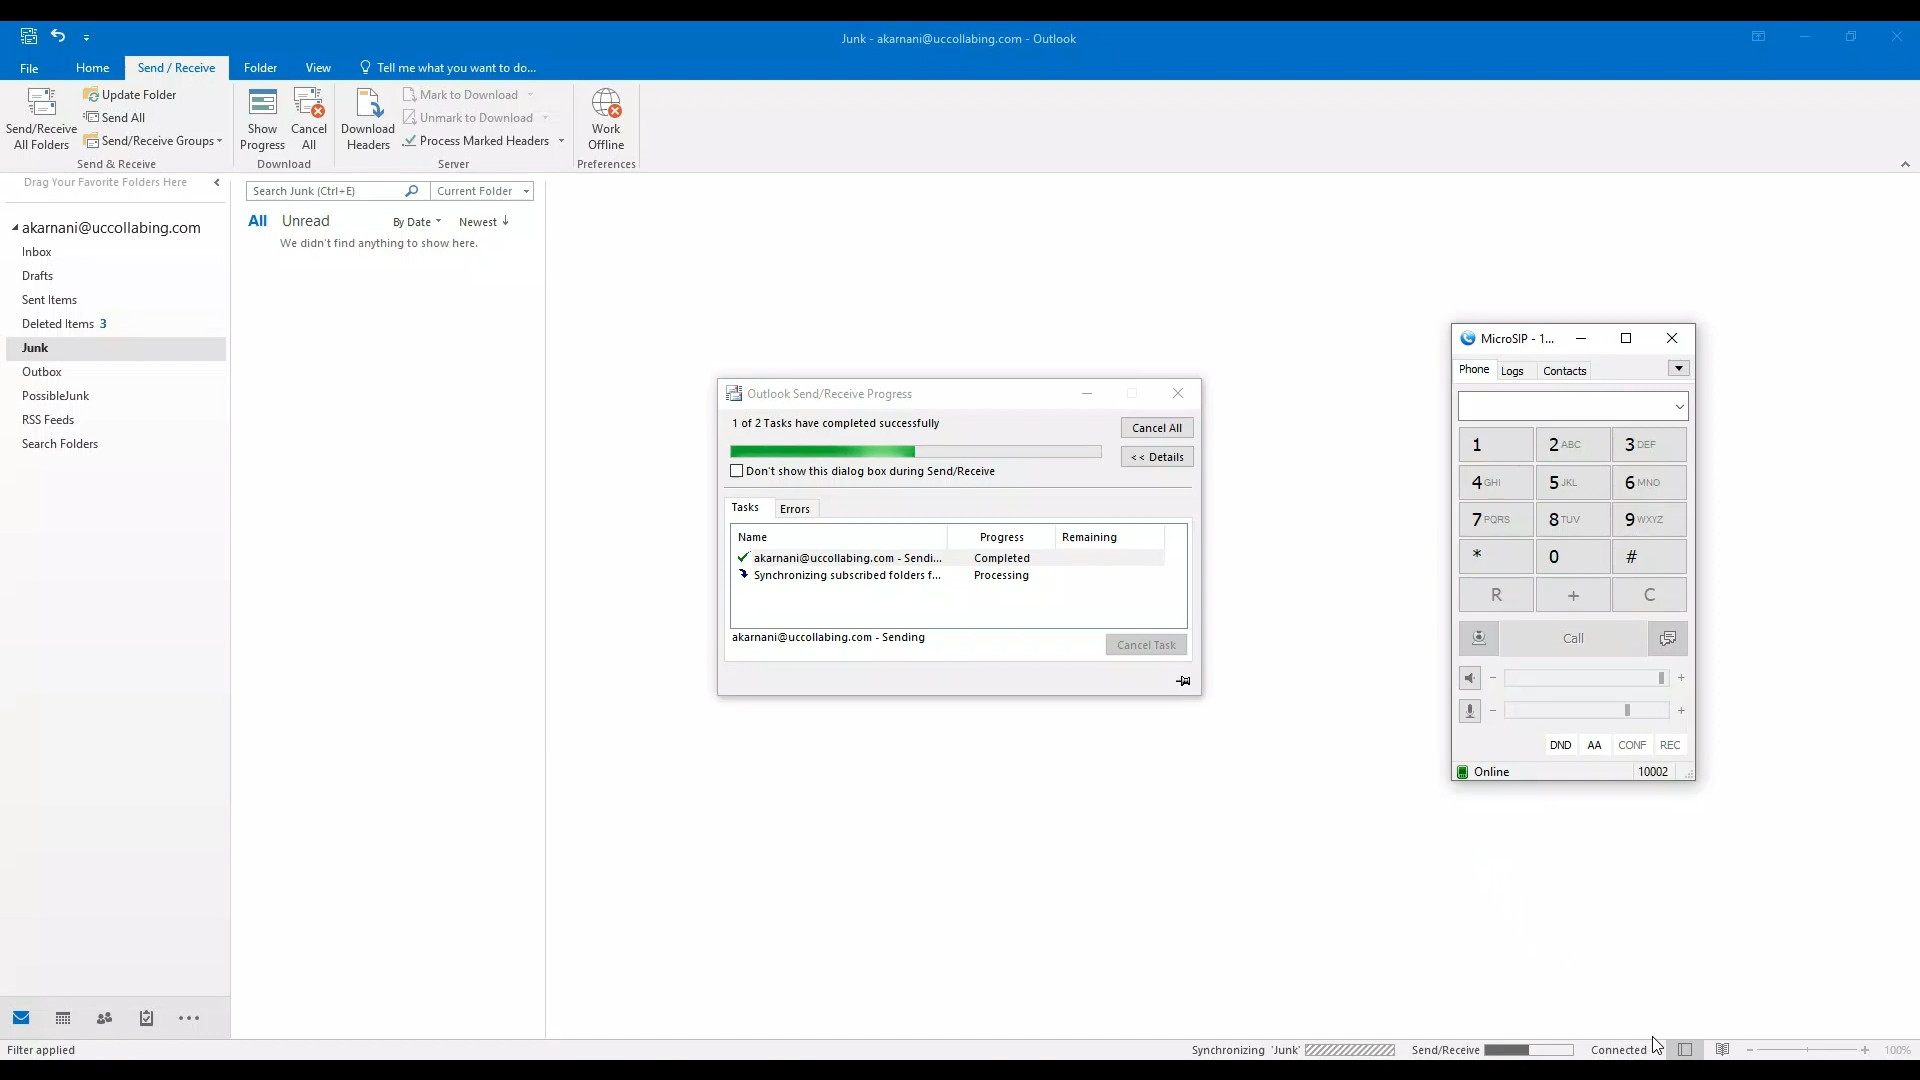 Junk - akarnani@uccollabing.com - Outlook
File Home Send / Receive Folder View Tell me what you want to do...
Send/Receive All Folders
Update Folder
Send All
Send/Receive Groups
Send & Receive
Show Progress
Cancel All
Download
Download Headers
Mark to Download
Unmark to Download
Process Marked Headers
Server
Work Offline
Preferences
Drag Your Favorite Folders Here
akarnani@uccollabing.com
Inbox
Drafts
Sent Items
Deleted Items 3
Junk
Outbox
PossibleJunk
RSS Feeds
Search Folders
Search Junk (Ctrl+E) Current Folder
All Unread By Date Newest
We didn't find anything to show here.
Outlook Send/Receive Progress
1 of 2 Tasks have completed successfully
Cancel All
<< Details
Don't show this dialog box during Send/Receive
Tasks Errors
Name Progress Remaining
akarnani@uccollabing.com - Sendi... Completed
Synchronizing subscribed folders f... Processing
akarnani@uccollabing.com - Sending
Cancel Task
MicroSIP - 1...
Phone Logs Contacts
1 2 ABC 3 DEF
4 GHI 5 JKL 6 MNO
7 PQRS 8 TUV 9 WXYZ
* 0 #
R + C
Call
- +
- +
DND AA CONF REC
Online 10002
Filter applied
Synchronizing 'Junk' Send/Receive Connected - + 100%